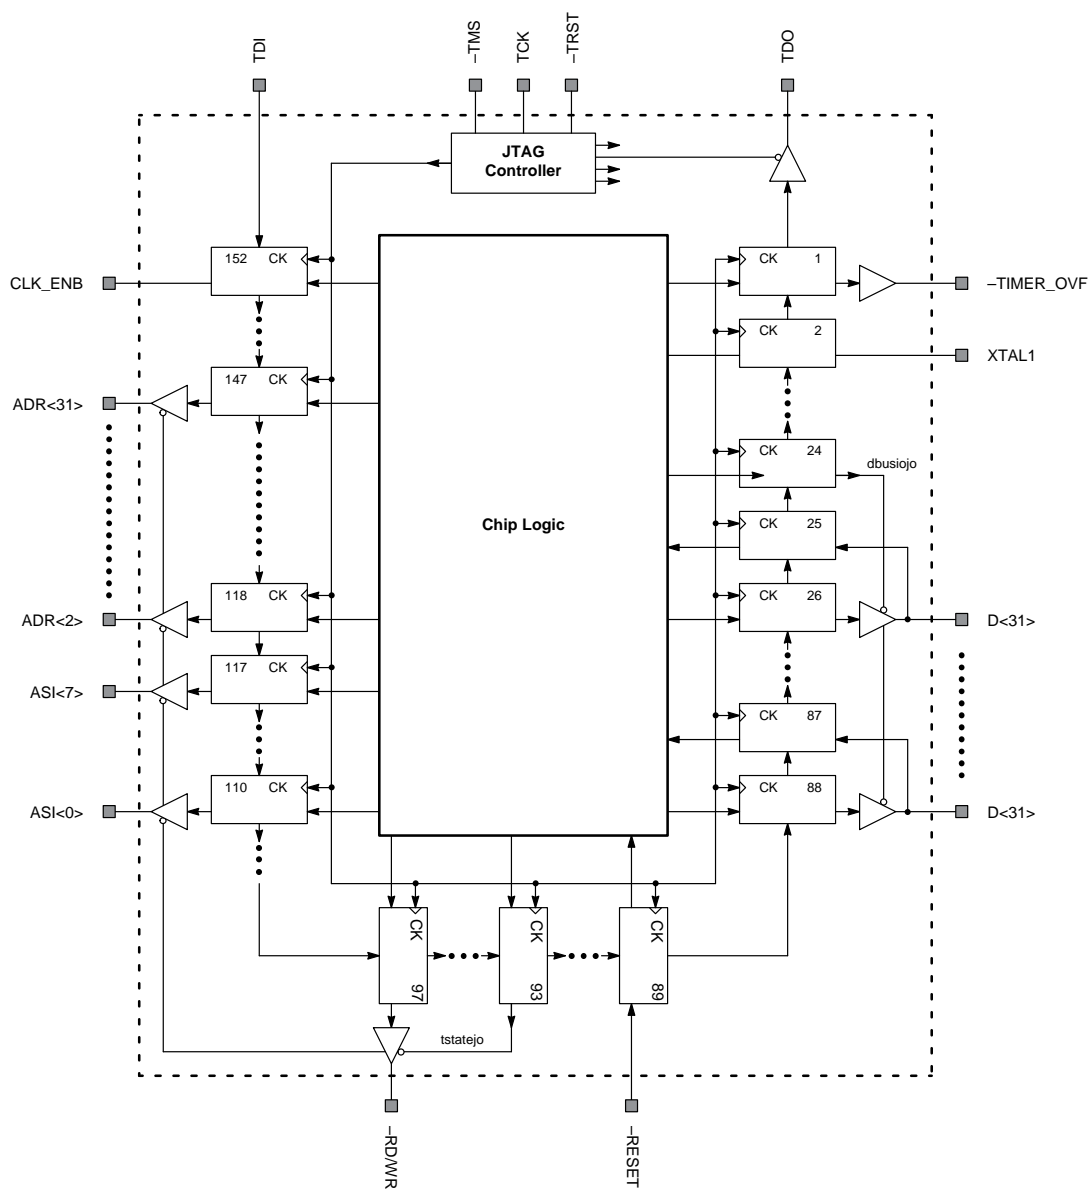 TDI
–TMS
TCK
–TRST
TDO
JTAG
Controller
152 CK
CK 1
CLK_ENB
–TIMER_OVF
CK 2
XTAL1
147 CK
ADR<31>
CK 24
dbusiojo
Chip Logic
CK 25
118 CK
CK 26
ADR<2>
D<31>
117 CK
ASI<7>
CK 87
110 CK
CK 88
ASI<0>
D<31>
CK 97
CK 93
CK 89
tstatejo
–RD/WR
–RESET